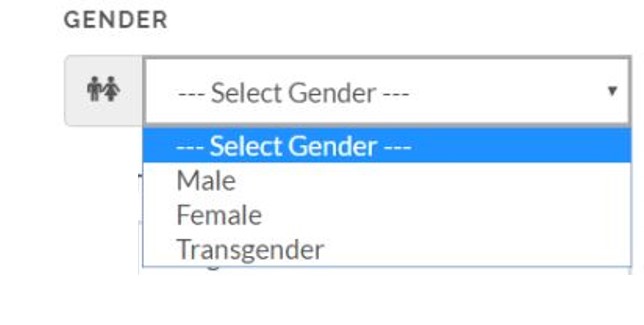 GENDER
--- Select Gender ---
--- Select Gender ---
Male
Female
Transgender